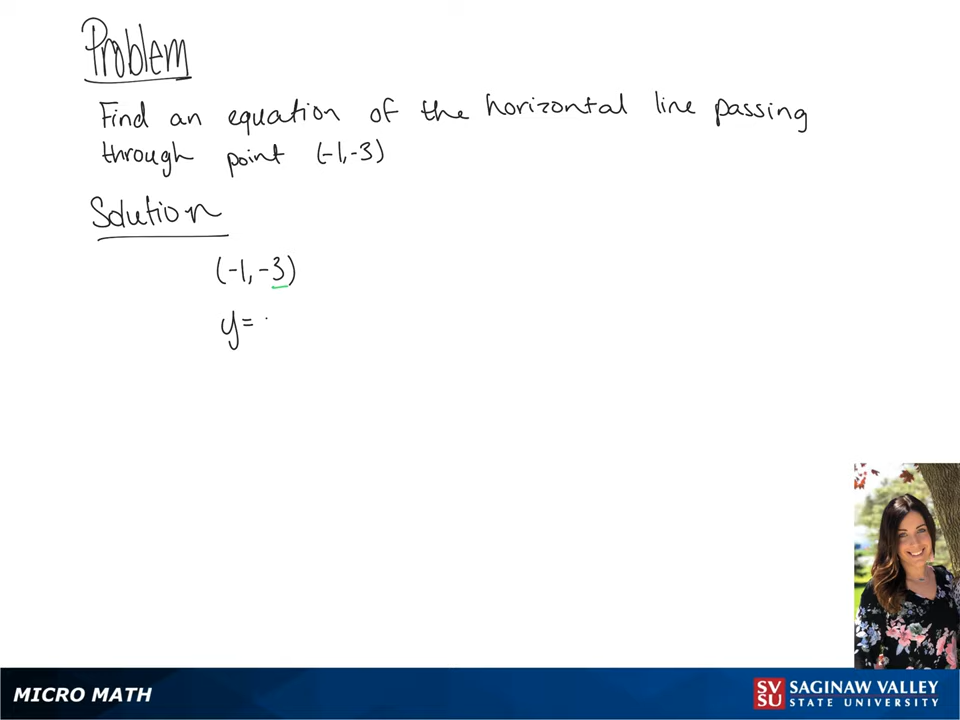 Problem
Find an equation of the horizontal line passing
through point (-1,-3)
Solution
(-1,-3)
y=
MICRO MATH
SV
SU
SAGINAW VALLEY
STATE UNIVERSITY